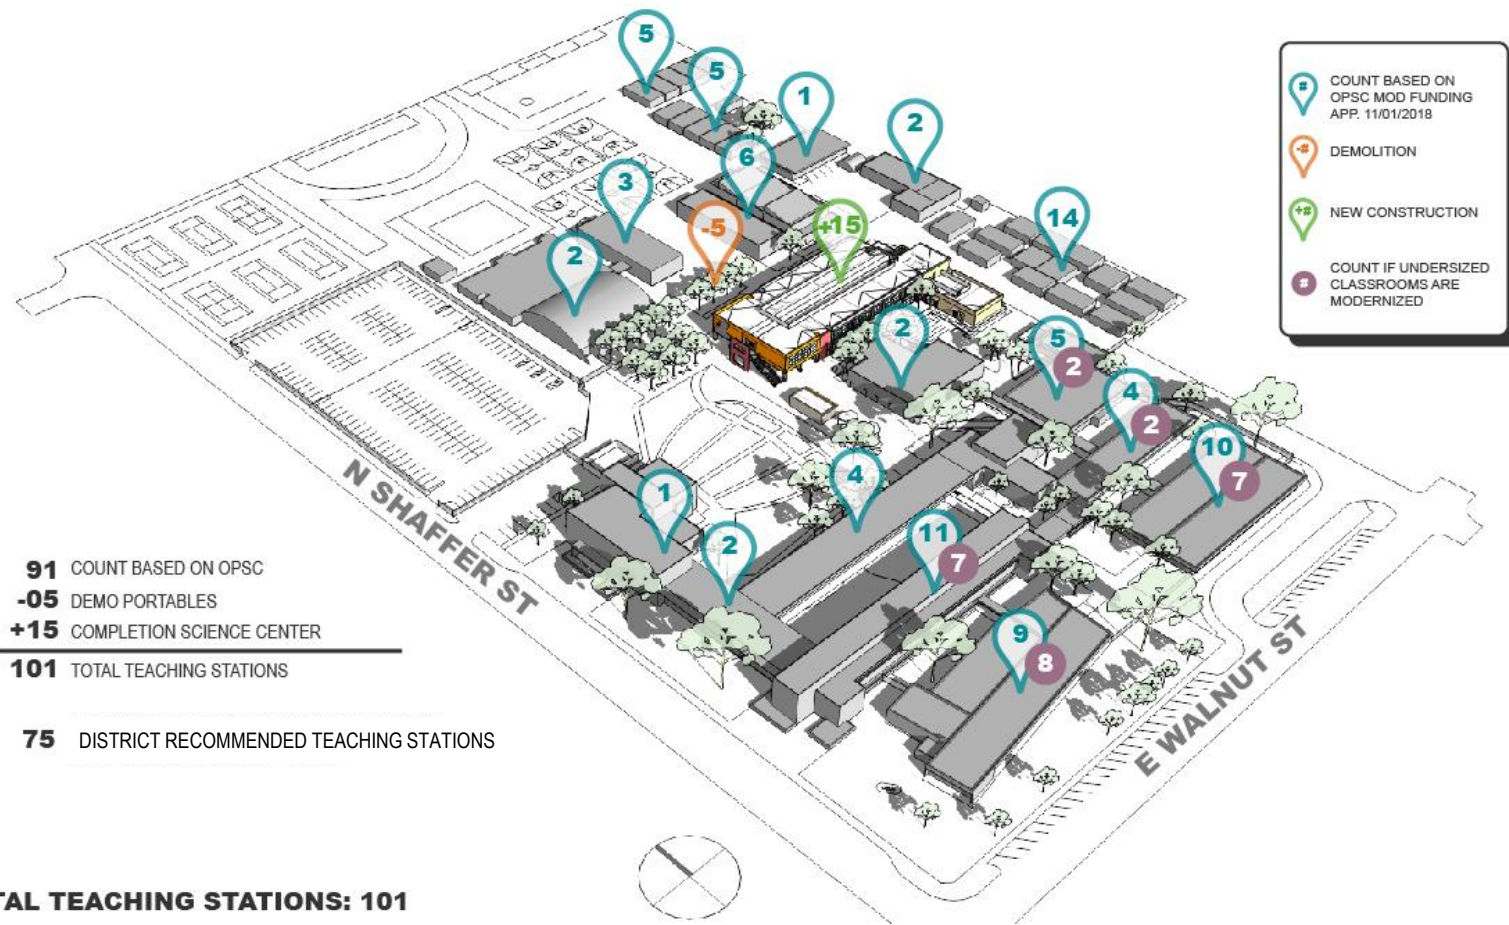 5
5
1
2
6
3
14
-5
+15
2
2
5
2
4
2
10
7
4
1
11
7
2
9
8
N SHAFFER ST
E WALNUT ST
#
COUNT BASED ON
OPSC MOD FUNDING
APP. 11/01/2018
-#
DEMOLITION
+#
NEW CONSTRUCTION
#
COUNT IF UNDERSIZED
CLASSROOMS ARE
MODERNIZED
91 COUNT BASED ON OPSC
-05 DEMO PORTABLES
+15 COMPLETION SCIENCE CENTER
101 TOTAL TEACHING STATIONS
75 DISTRICT RECOMMENDED TEACHING STATIONS
TAL TEACHING STATIONS: 101